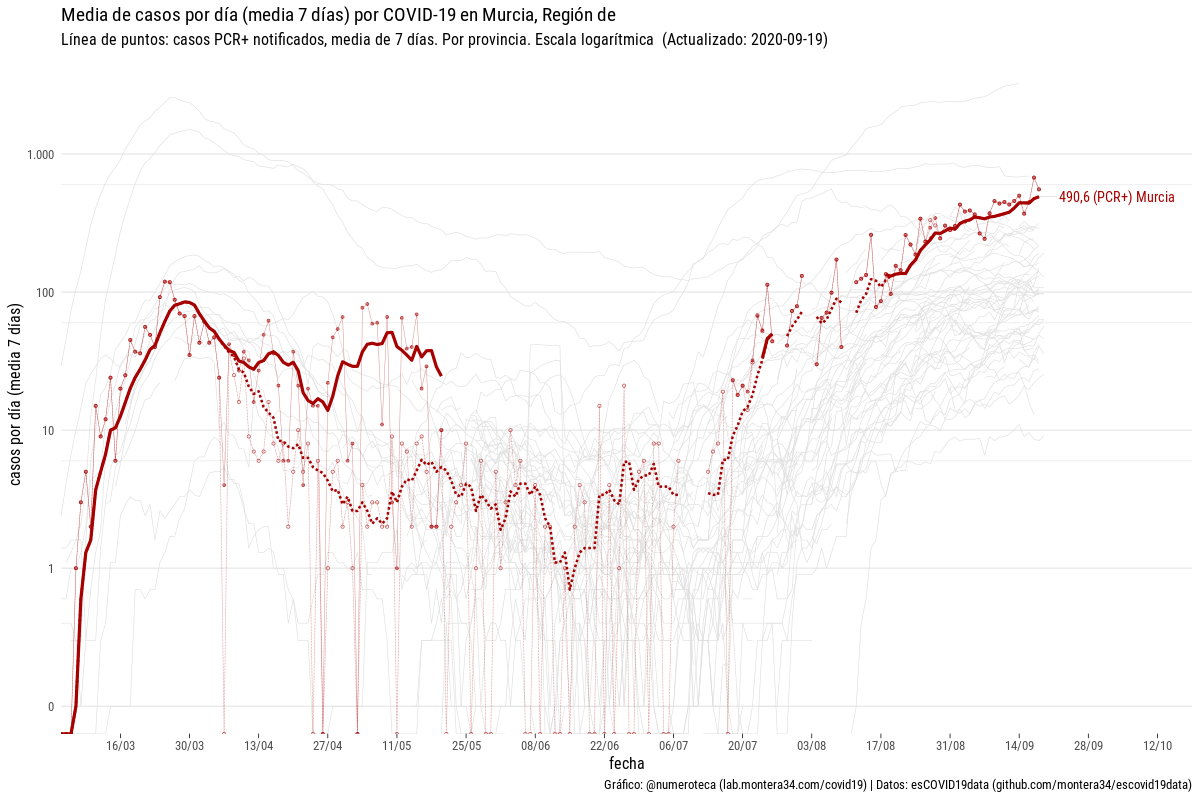 Media de casos por día (media 7 días) por COVID-19 en Murcia, Región de
Línea de puntos: casos PCR+ notificados, media de 7 días. Por provincia. Escala logarítmica (Actualizado: 2020-09-19)
casos por día (media 7 días)
1.000
100
10
1
0
490,6 (PCR+) Murcia
16/03 30/03 13/04 27/04 11/05 25/05 08/06 22/06 06/07 20/07 03/08 17/08 31/08 14/09 28/09 12/10
fecha
Gráfico: @numeroteca (lab.montera34.com/covid19) | Datos: esCOVID19data (github.com/montera34/escovid19data)